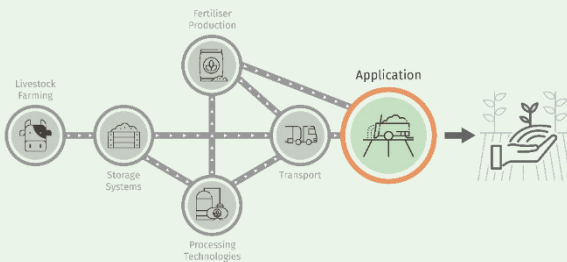 Fertiliser
Production
Application
Livestock
Farming
Storage
Systems
Transport
Processing
Technologies